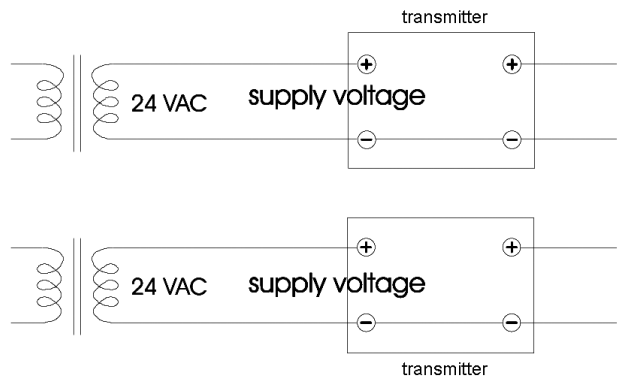 transmitter
+ +
24 VAC supply voltage
− −
+ +
24 VAC supply voltage
− −
transmitter